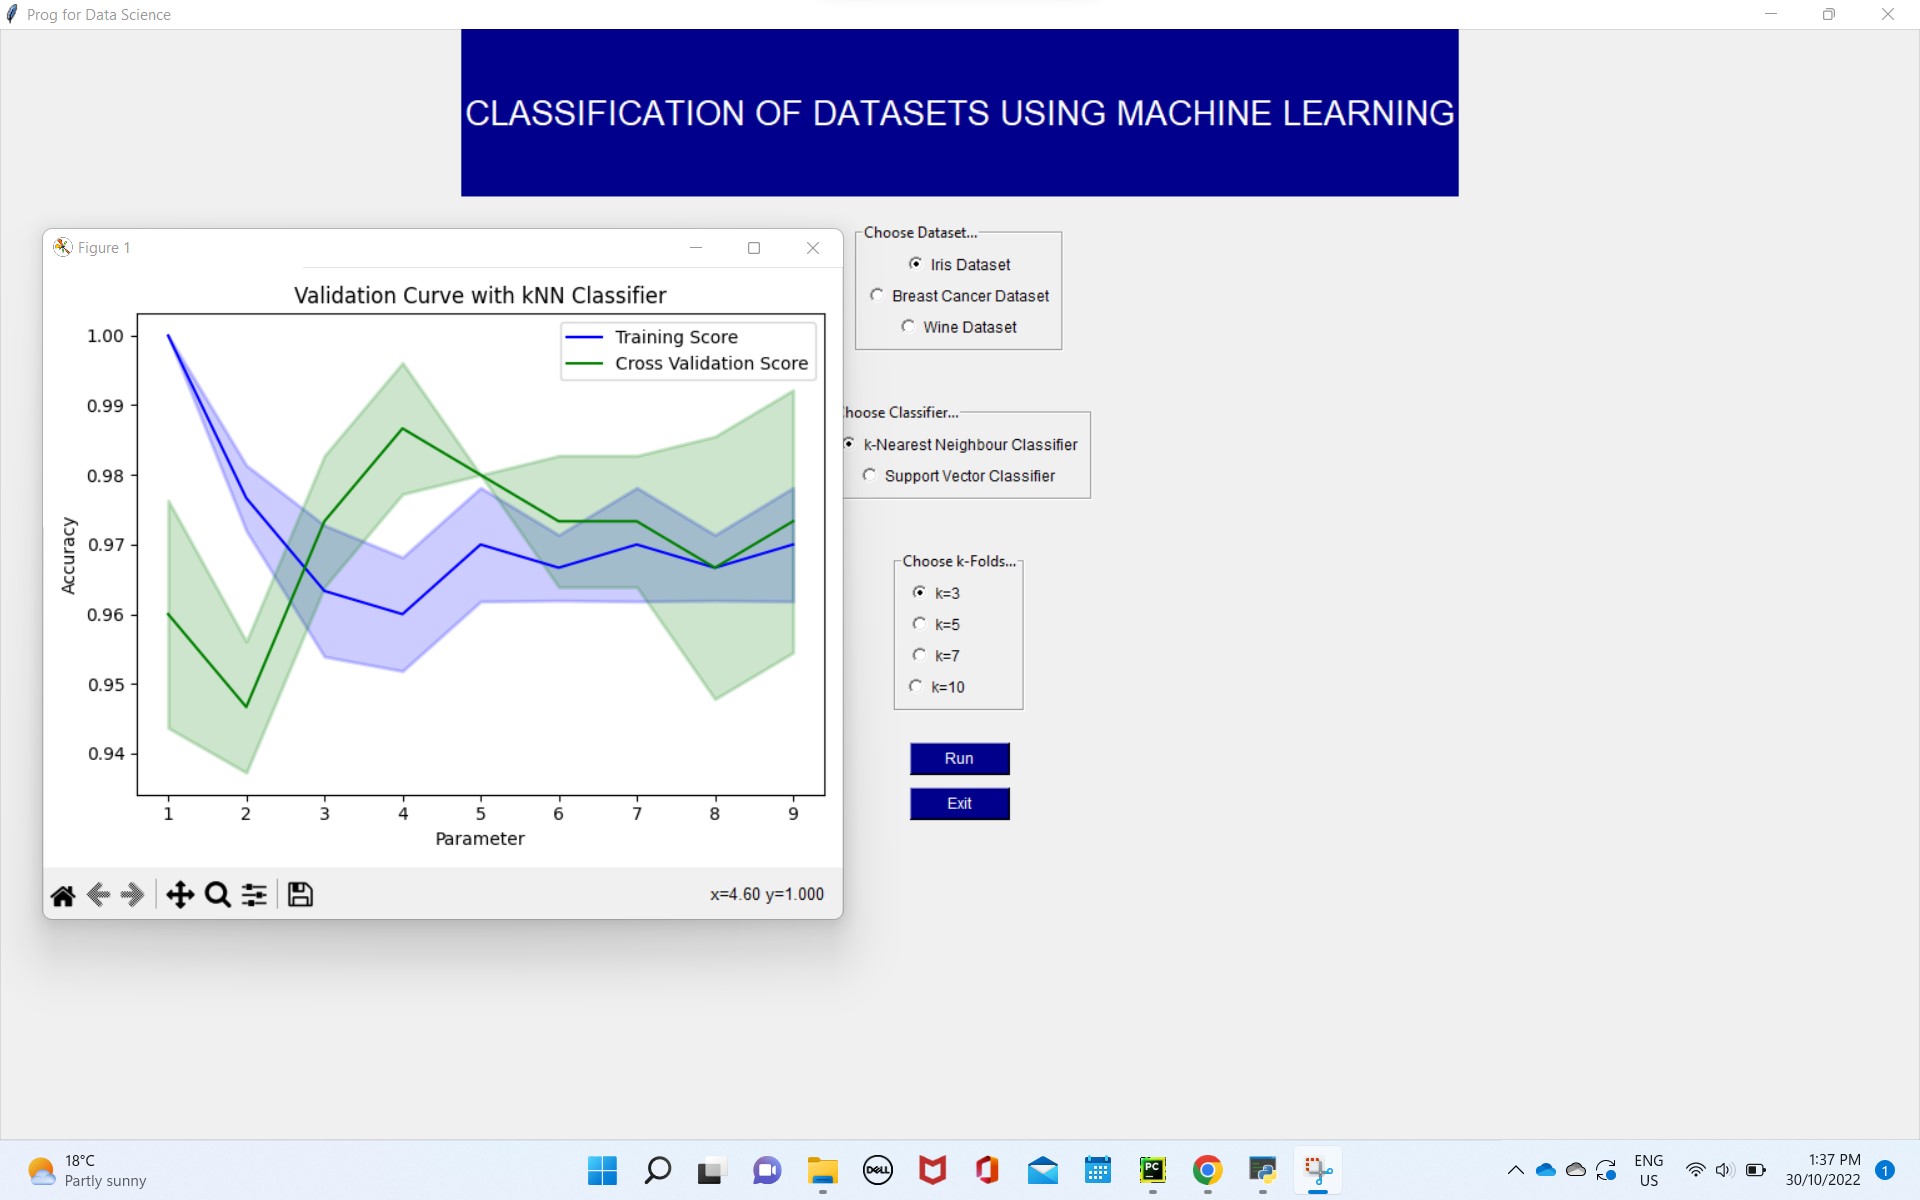 Prog for Data Science
CLASSIFICATION OF DATASETS USING MACHINE LEARNING
Figure 1
Validation Curve with kNN Classifier
Training Score
Cross Validation Score
1.00
0.99
0.98
0.97
0.96
0.95
0.94
Accuracy
1 2 3 4 5 6 7 8 9
Parameter
x=4.60 y=1.000
Choose Dataset...
Iris Dataset
Breast Cancer Dataset
Wine Dataset
hoose Classifier...
k-Nearest Neighbour Classifier
Support Vector Classifier
Choose k-Folds...
k=3
k=5
k=7
k=10
Run
Exit
18°C
Partly sunny
DELL
PC
ENG
US
1:37 PM
30/10/2022
1